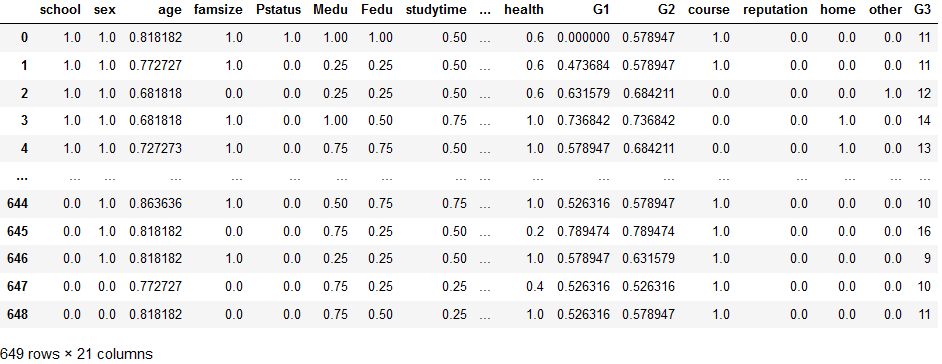 school sex age famsize Pstatus Medu Fedu studytime ... health G1 G2 course reputation home other G3
0 1.0 1.0 0.818182 1.0 1.0 1.00 1.00 0.50 ... 0.6 0.000000 0.578947 1.0 0.0 0.0 0.0 11
1 1.0 1.0 0.772727 1.0 0.0 0.25 0.25 0.50 ... 0.6 0.473684 0.578947 1.0 0.0 0.0 0.0 11
2 1.0 1.0 0.681818 0.0 0.0 0.25 0.25 0.50 ... 0.6 0.631579 0.684211 0.0 0.0 0.0 1.0 12
3 1.0 1.0 0.681818 1.0 0.0 1.00 0.50 0.75 ... 1.0 0.736842 0.736842 0.0 0.0 1.0 0.0 14
4 1.0 1.0 0.727273 1.0 0.0 0.75 0.75 0.50 ... 1.0 0.578947 0.684211 0.0 0.0 1.0 0.0 13
... ... ... ... ... ... ... ... ... ... ... ... ... ... ... ... ... ...
644 0.0 1.0 0.863636 1.0 0.0 0.50 0.75 0.75 ... 1.0 0.526316 0.578947 1.0 0.0 0.0 0.0 10
645 0.0 1.0 0.818182 0.0 0.0 0.75 0.25 0.50 ... 0.2 0.789474 0.789474 1.0 0.0 0.0 0.0 16
646 0.0 1.0 0.818182 1.0 0.0 0.25 0.25 0.50 ... 1.0 0.578947 0.631579 1.0 0.0 0.0 0.0 9
647 0.0 0.0 0.772727 0.0 0.0 0.75 0.25 0.25 ... 0.4 0.526316 0.526316 1.0 0.0 0.0 0.0 10
648 0.0 0.0 0.818182 0.0 0.0 0.75 0.50 0.25 ... 1.0 0.526316 0.578947 1.0 0.0 0.0 0.0 11
649 rows × 21 columns